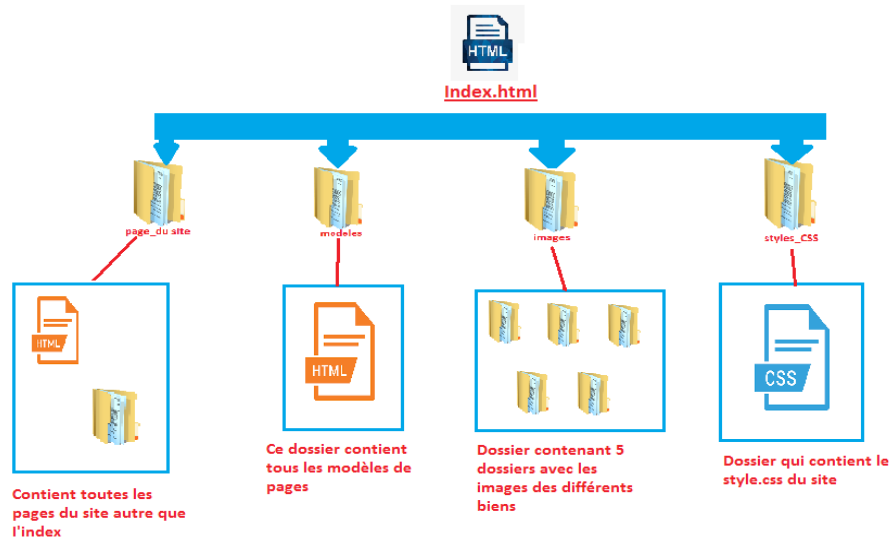 HTML
Index.html
page_du site
modeles
images
styles_CSS
HTML
HTML
CSS
Contient toutes les
pages du site autre que
l'index
Ce dossier contient
tous les modèles de
pages
Dossier contenant 5
dossiers avec les
images des différents
biens
Dossier qui contient le
style.css du site